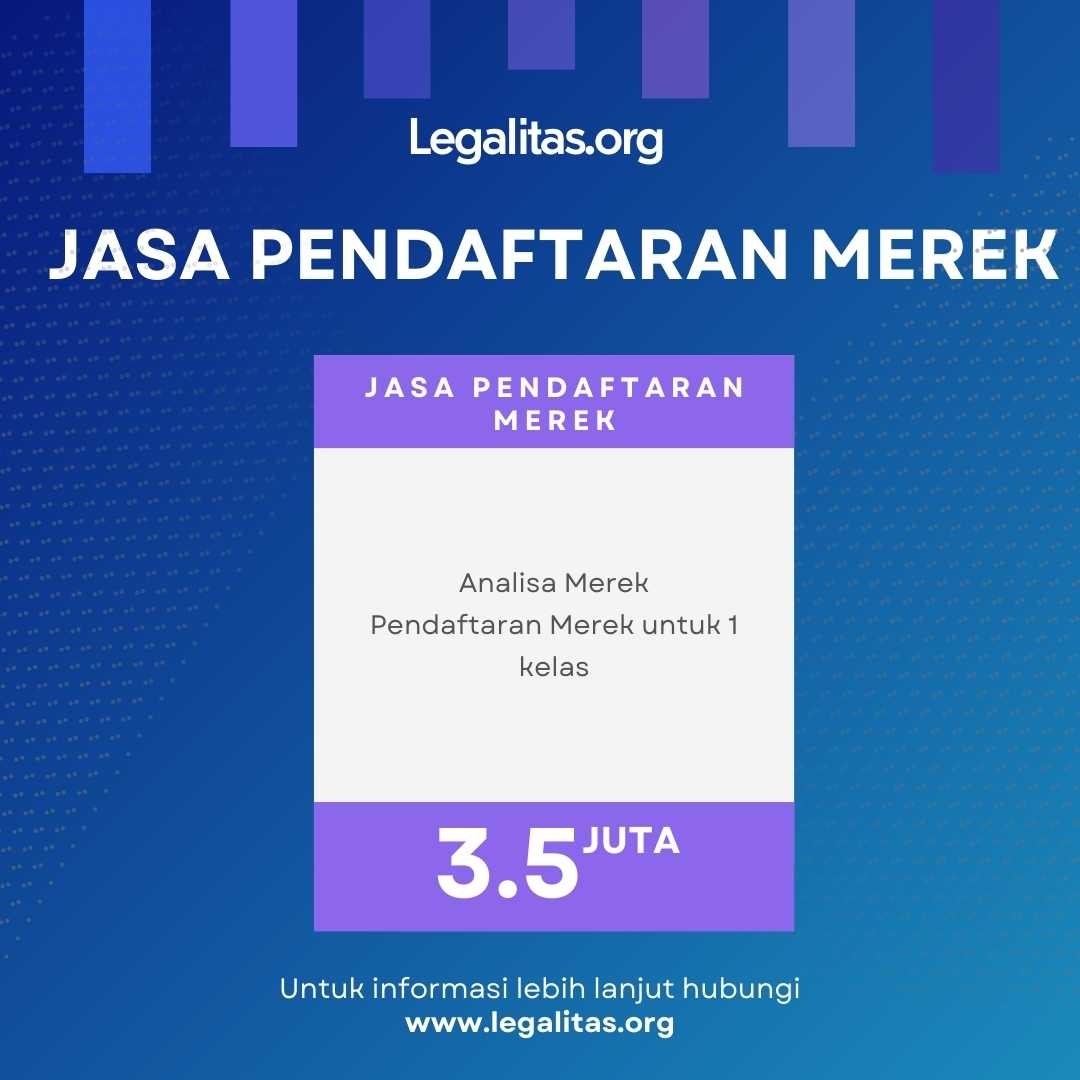 Legalitas.org
JASA PENDAFTARAN MEREK
JASA PENDAFTARAN
MEREK
Analisa Merek
Pendaftaran Merek untuk 1
kelas
3.5 JUTA
Untuk informasi lebih lanjut hubungi
www.legalitas.org